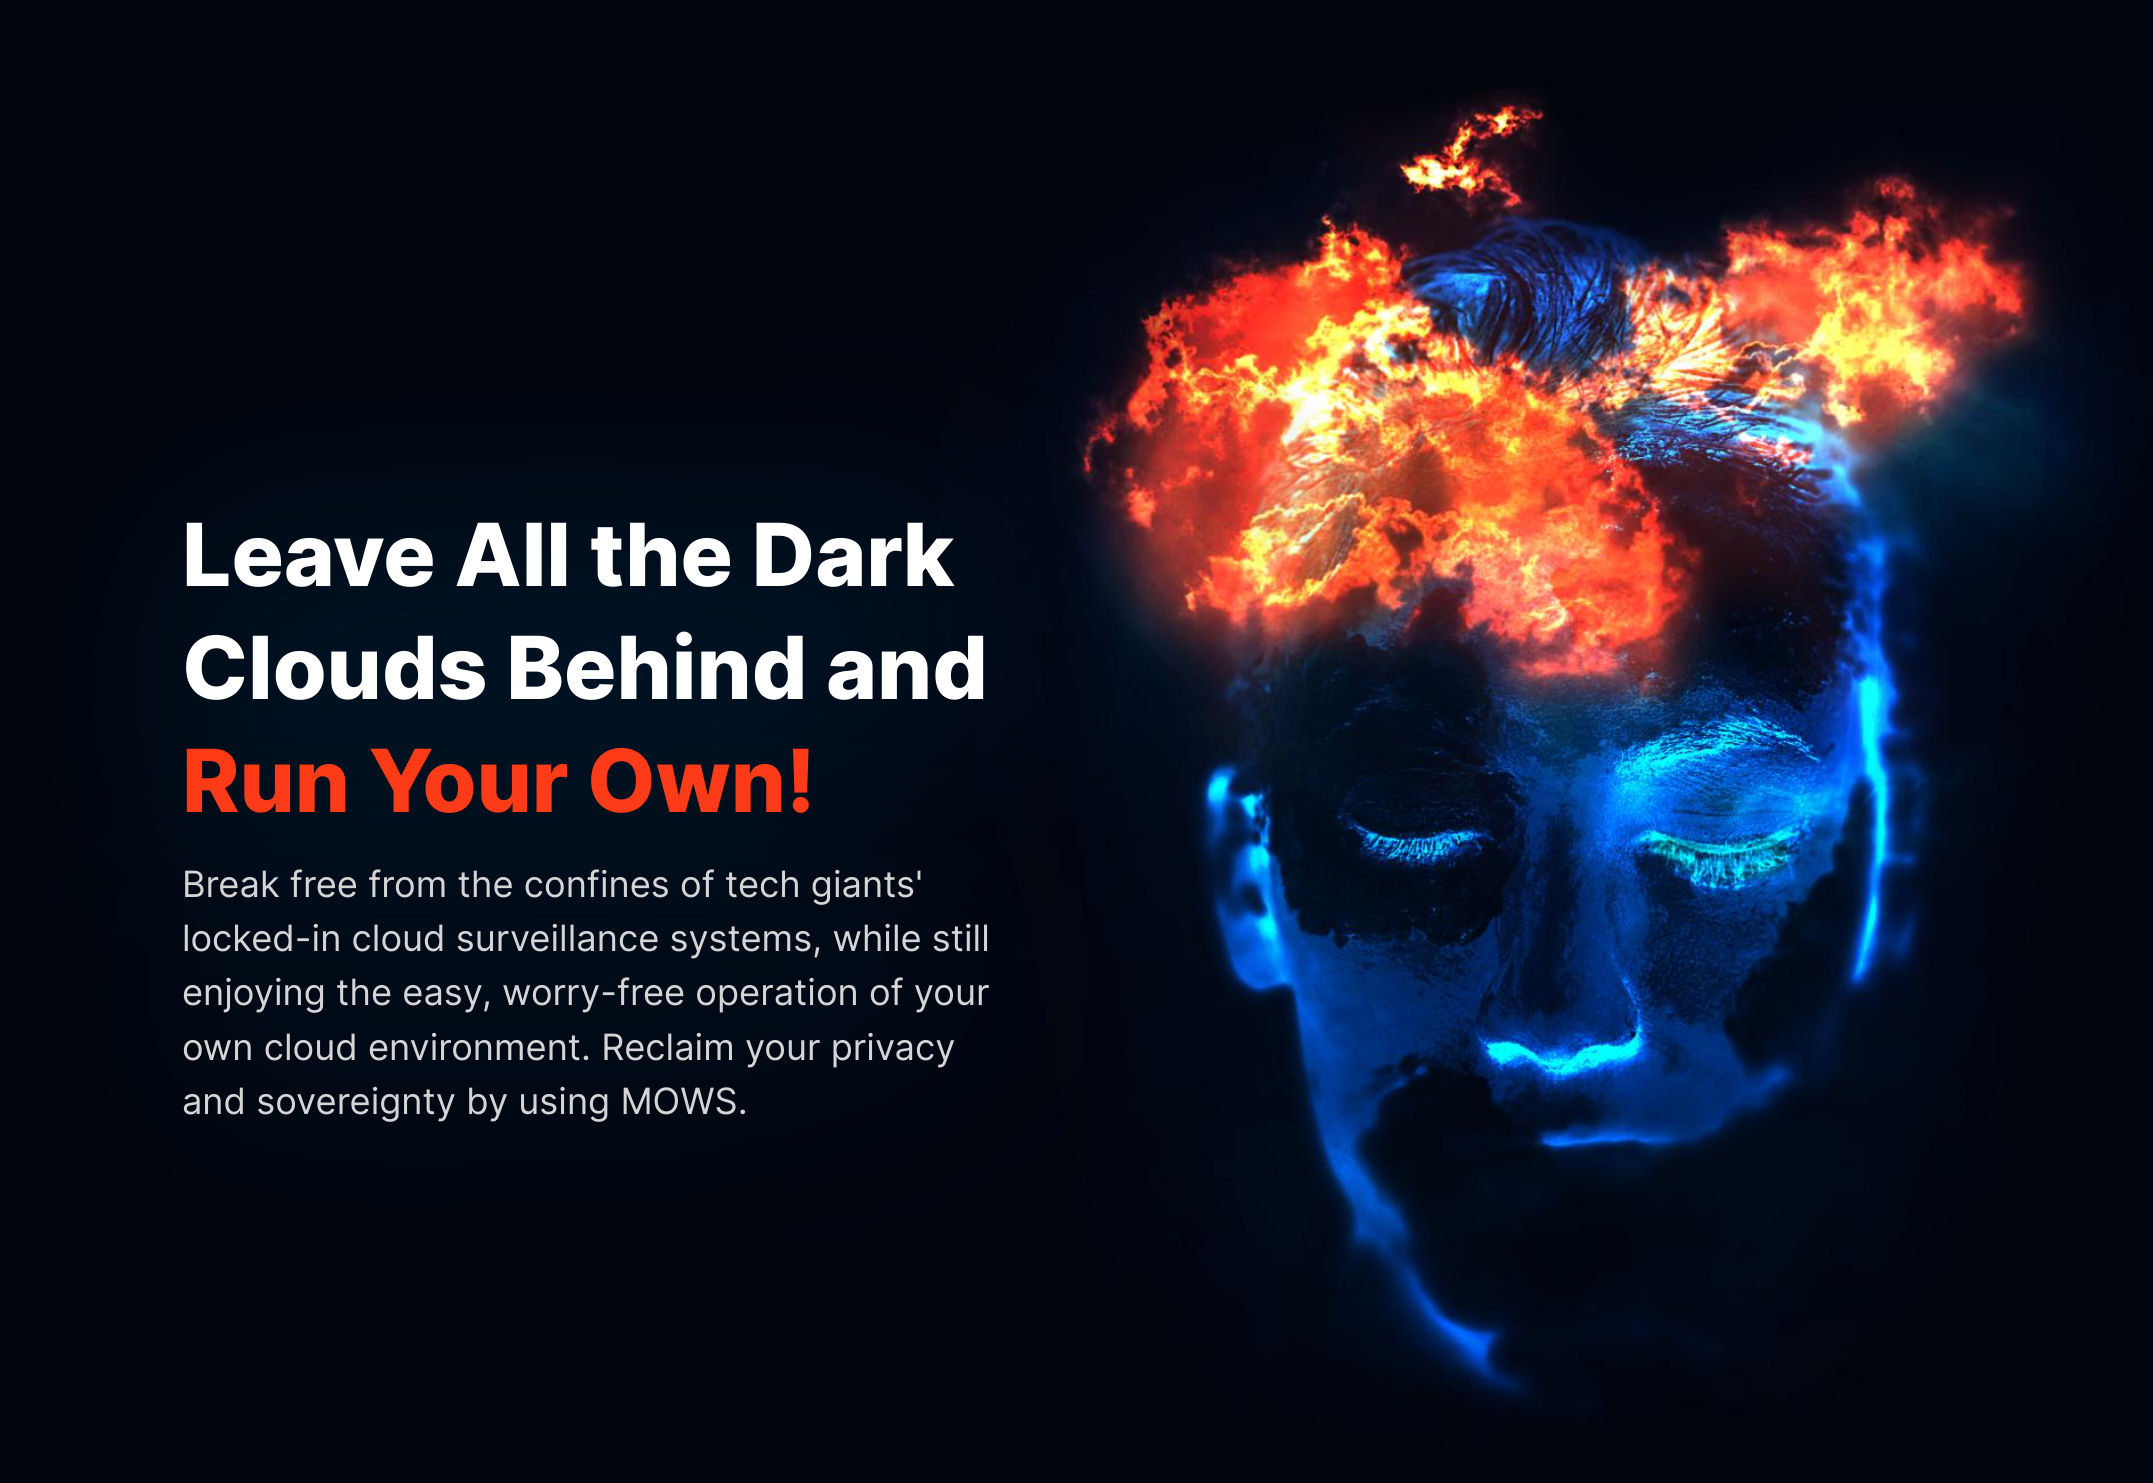 Leave All the Dark
Clouds Behind and
Run Your Own!
Break free from the confines of tech giants'
locked-in cloud surveillance systems, while still
enjoying the easy, worry-free operation of your
own cloud environment. Reclaim your privacy
and sovereignty by using MOWS.